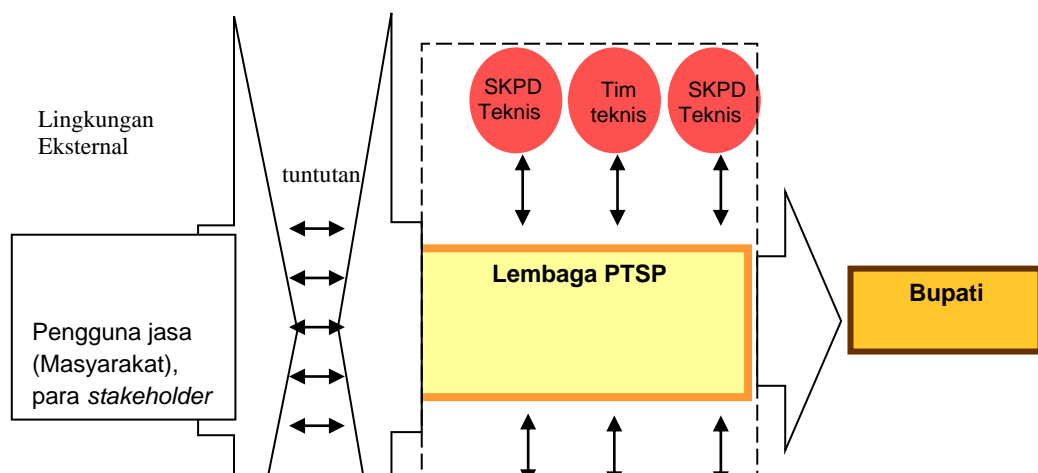 Lingkungan
Eksternal
tuntutan
SKPD
Teknis
Tim
teknis
SKPD
Teknis
Pengguna jasa
(Masyarakat),
para stakeholder
Lembaga PTSP
Bupati